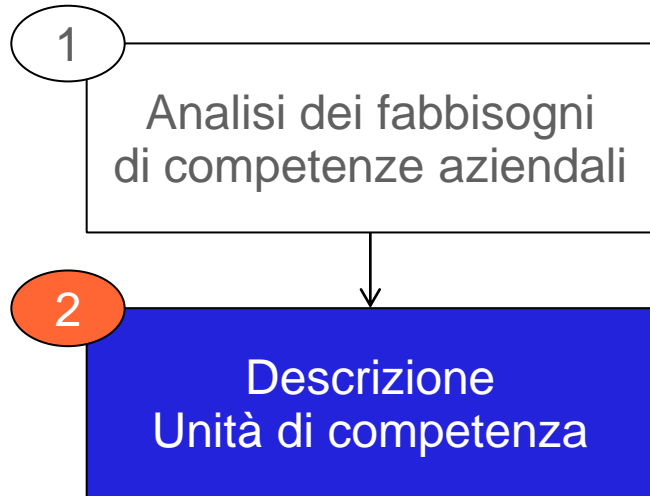 1
Analisi dei fabbisogni
di competenze aziendali
2
Descrizione
Unità di competenza